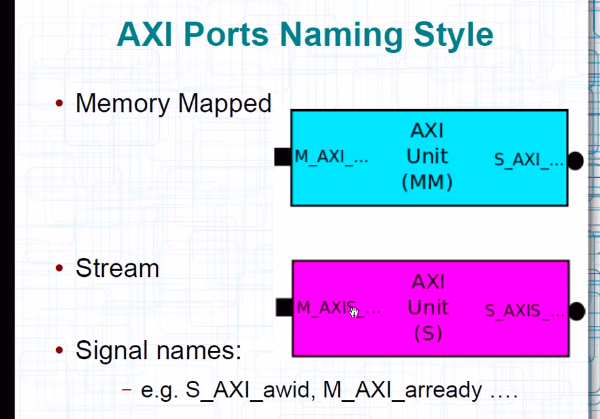 AXI Ports Naming Style
• Memory Mapped
AXI
Unit
(MM)
M_AXI_...
S_AXI_...
• Stream
AXI
Unit
(S)
M_AXIS_...
S_AXIS_...
• Signal names:
– e.g. S_AXI_awid, M_AXI_arready ....